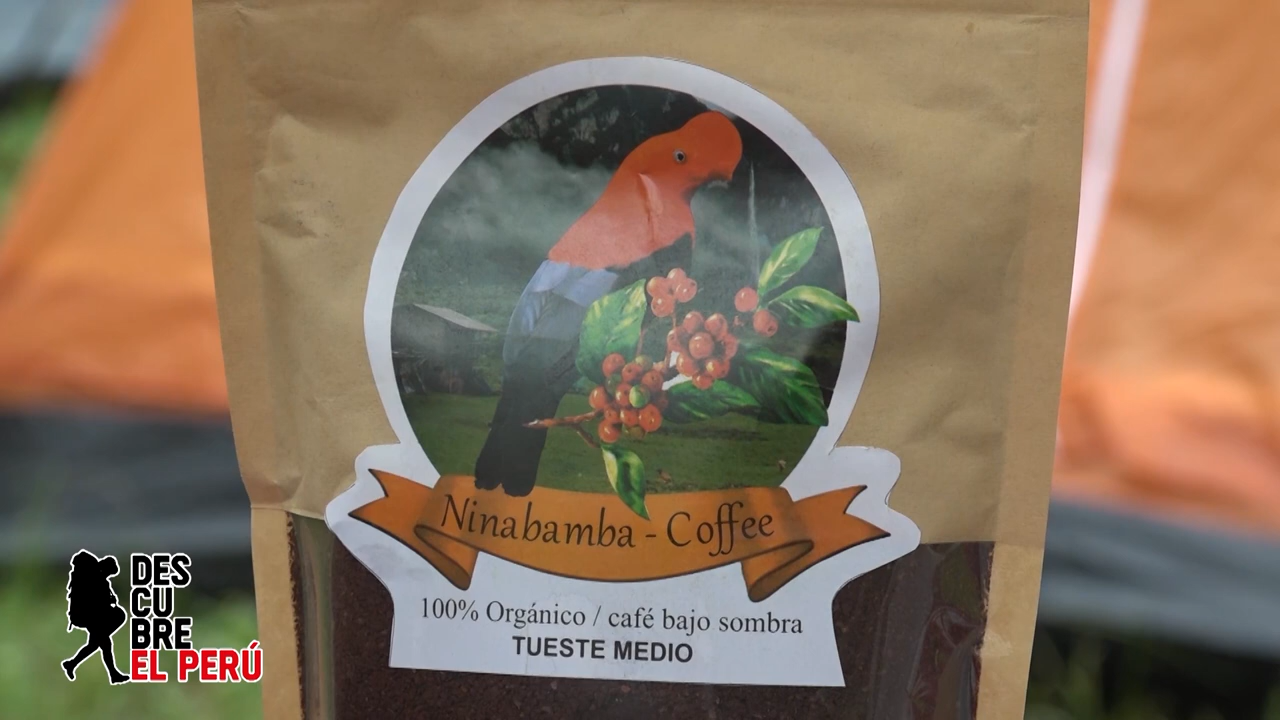 Ninabamba - Coffee
100% Orgánico / café bajo sombra
TUESTE MEDIO
DES
CU
BRE
EL PERÚ